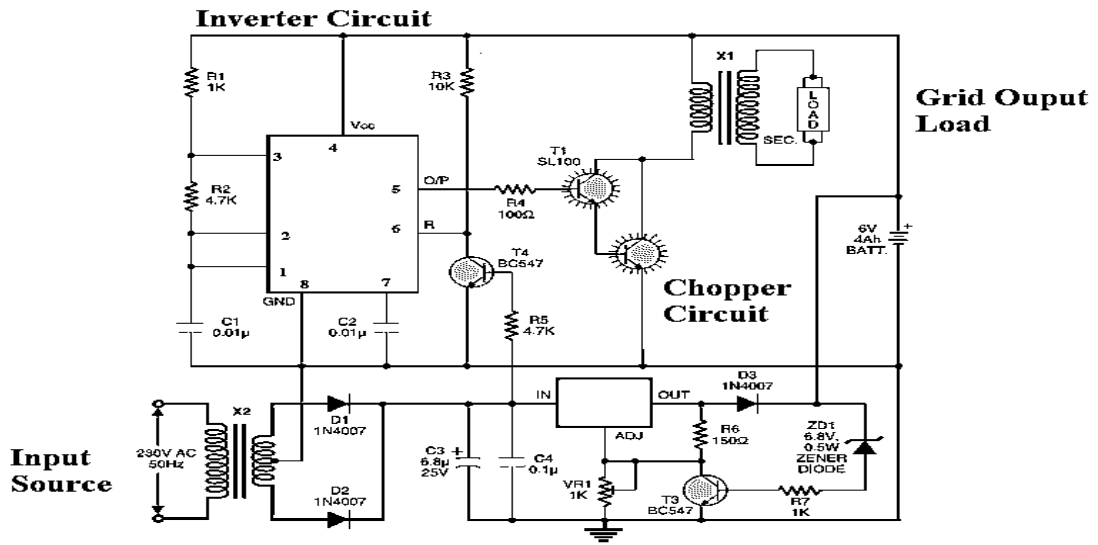 Inverter Circuit
R1
1K
R3
10K
Vcc
4
3
X1
LOAD
SEC.
Grid Ouput
Load
R2
4.7K
5
O/P
R4
100Ω
T1
SL100
2
6
R
T4
BC547
1
8
7
GND
6V
4Ah
BATT.
+
Chopper
Circuit
C1
0.01µ
C2
0.01µ
R5
4.7K
D3
1N4007
IN
OUT
ADJ
X2
D1
1N4007
230V AC
50Hz
Input
Source
D2
1N4007
C3
6.8µ
25V
+
C4
0.1µ
R6
150Ω
VR1
1K
T3
BC547
ZD1
6.8V,
0.5W
ZENER
DIODE
R7
1K